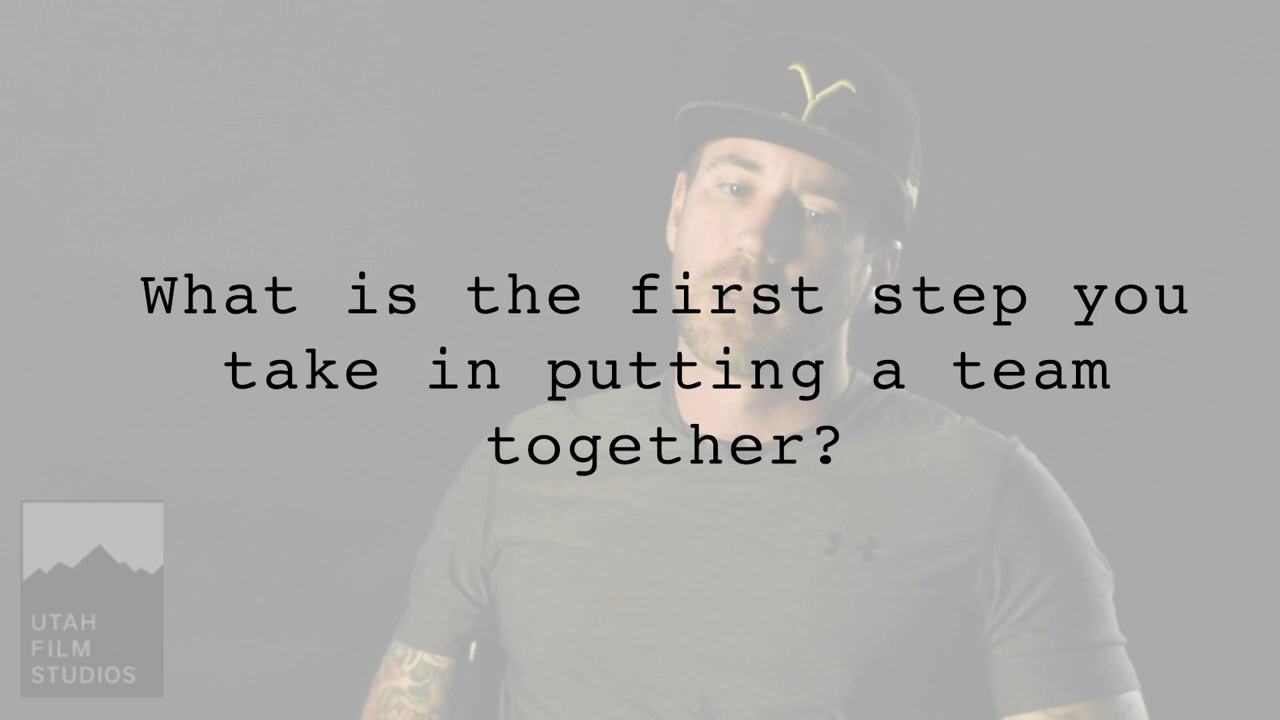 What is the first step you
take in putting a team
together?
UTAH
FILM
STUDIOS